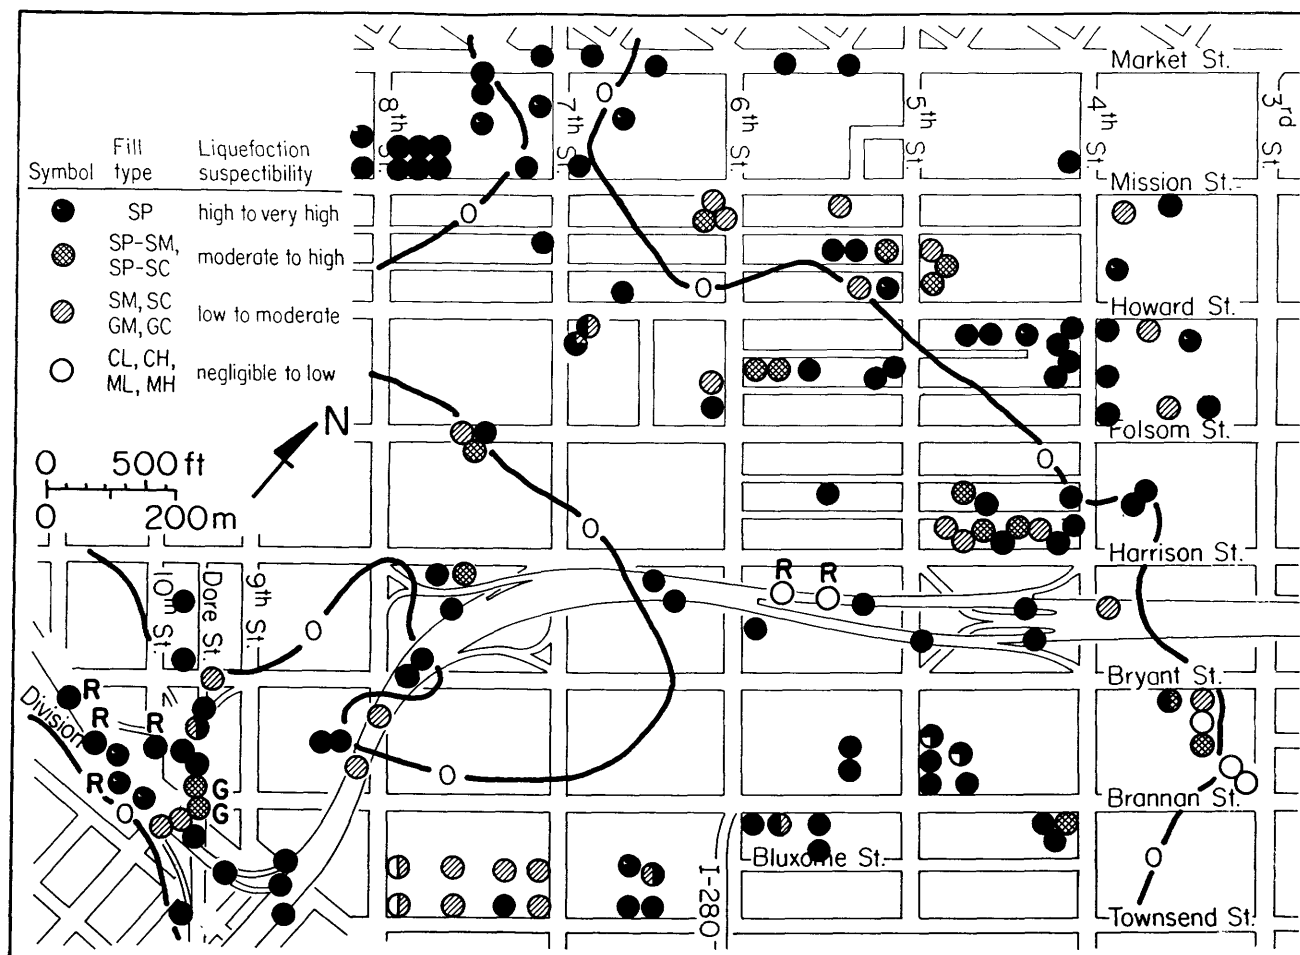 Market St.
8th St.
7th St.
6th St.
5th St.
4th St.
3rd St.
Symbol
Fill type
Liquefaction suspectibility
SP
high to very high
SP-SM, SP-SC
moderate to high
SM, SC GM, GC
low to moderate
CL, CH, ML, MH
negligible to low
0
0
0
0
Mission St.
Howard St.
Folsom St.
N
0 500 ft
0 200m
0
0
Harrison St.
R R
10th St.
Dore St.
9th St.
0
Bryant St.
R
R
R
R
Division
G
G
0
0
Brannan St.
Bluxome St.
0
I-280
Townsend St.